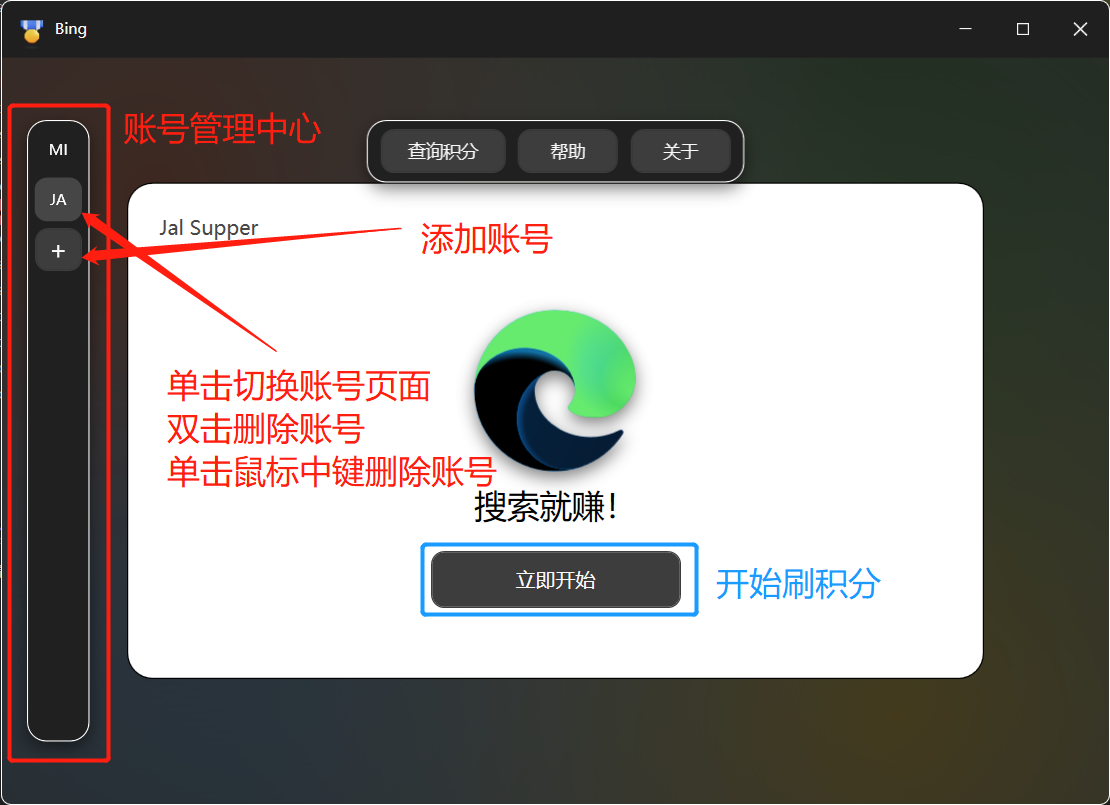 Bing
账号管理中心
MI
查询积分
帮助
关于
JA
Jal Supper
添加账号
+
单击切换账号页面
双击删除账号
单击鼠标中键删除账号
搜索就赚！
立即开始
开始刷积分